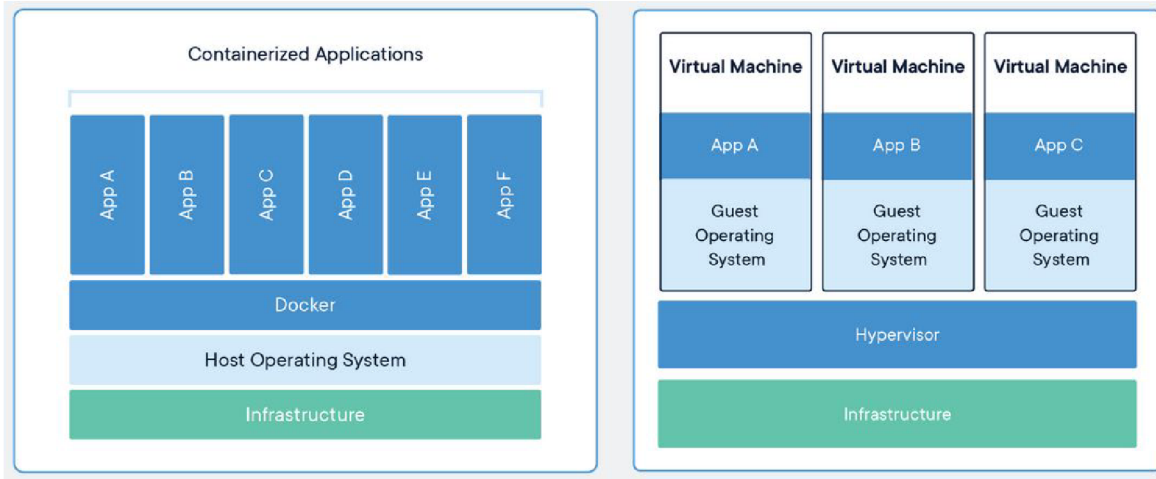 Containerized Applications
App A
App B
App C
App D
App E
App F
Docker
Host Operating System
Infrastructure
Virtual Machine
App A
Guest
Operating
System
Virtual Machine
App B
Guest
Operating
System
Virtual Machine
App C
Guest
Operating
System
Hypervisor
Infrastructure